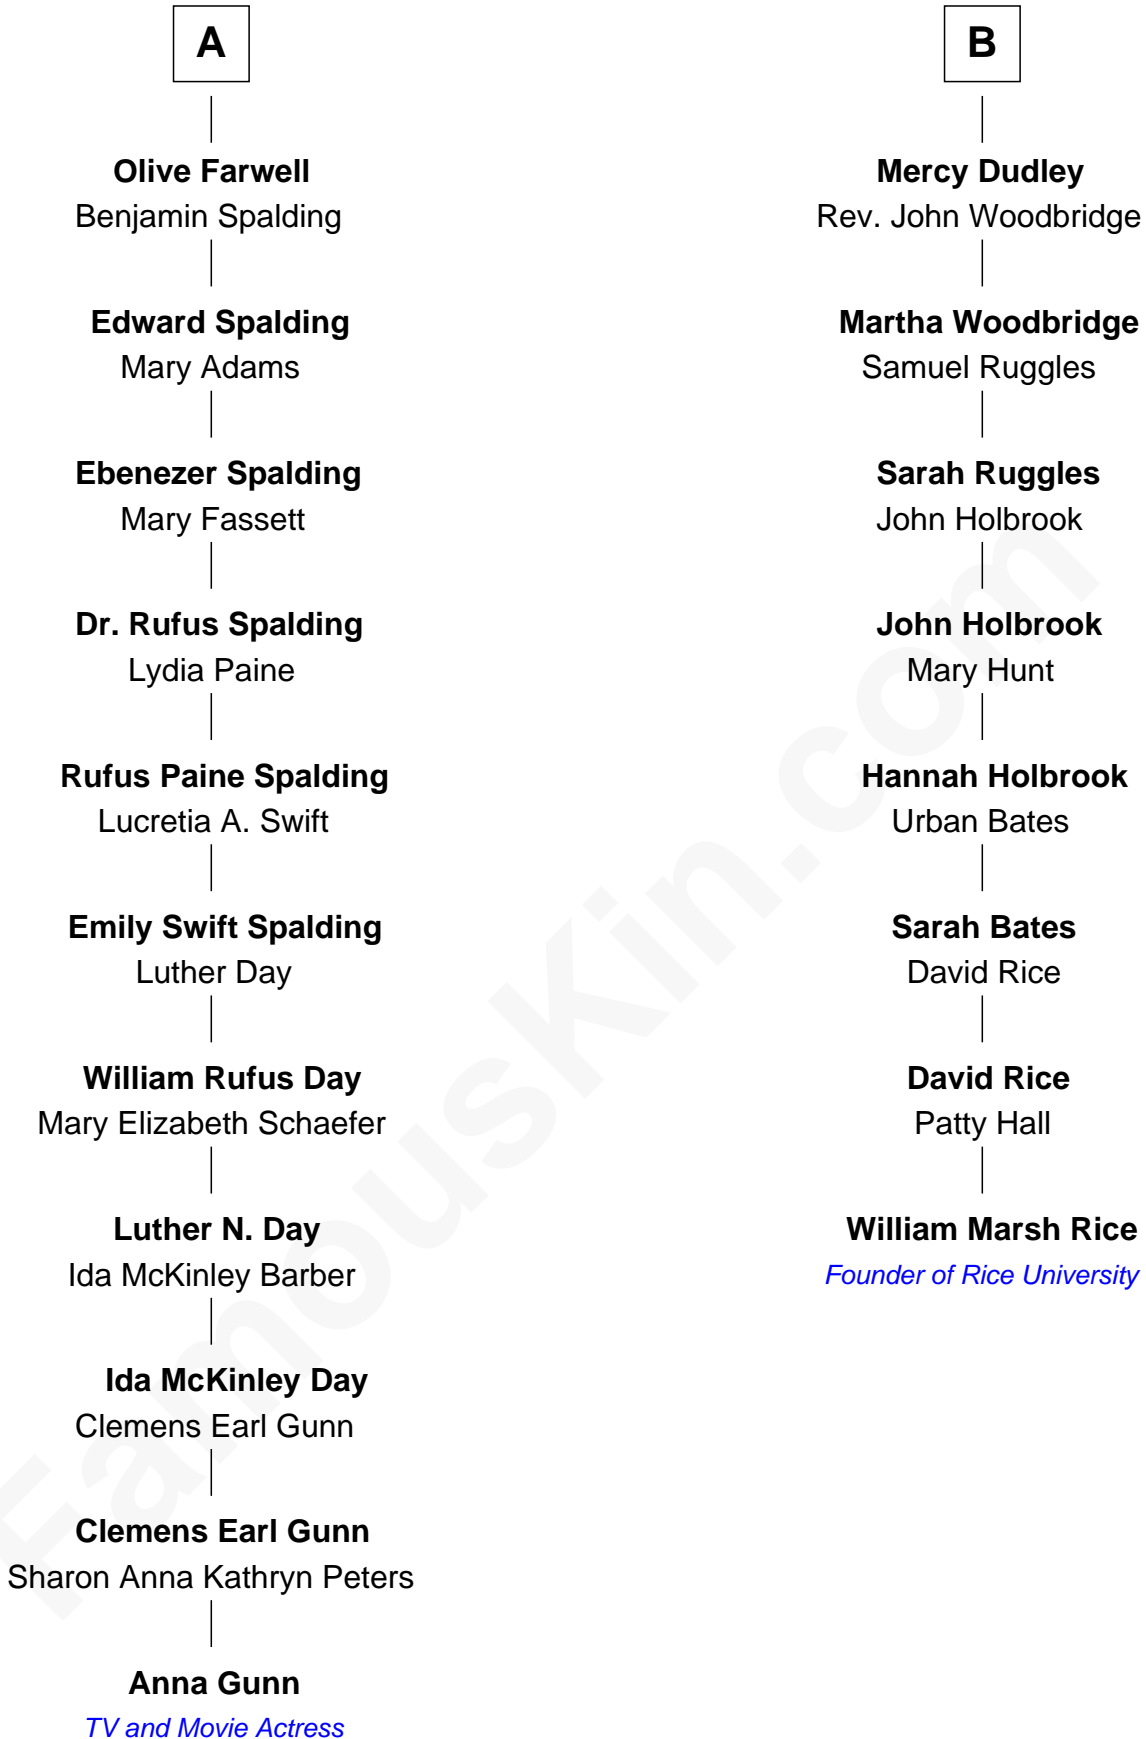 A
Olive Farwell
Benjamin Spalding
Edward Spalding
Mary Adams
Ebenezer Spalding
Mary Fassett
Dr. Rufus Spalding
Lydia Paine
Rufus Paine Spalding
Lucretia A. Swift
Emily Swift Spalding
Luther Day
William Rufus Day
Mary Elizabeth Schaefer
Luther N. Day
Ida McKinley Barber
Ida McKinley Day
Clemens Earl Gunn
Clemens Earl Gunn
Sharon Anna Kathryn Peters
Anna Gunn
TV and Movie Actress
B
Mercy Dudley
Rev. John Woodbridge
Martha Woodbridge
Samuel Ruggles
Sarah Ruggles
John Holbrook
John Holbrook
Mary Hunt
Hannah Holbrook
Urban Bates
Sarah Bates
David Rice
David Rice
Patty Hall
William Marsh Rice
Founder of Rice University
FamousKin.com